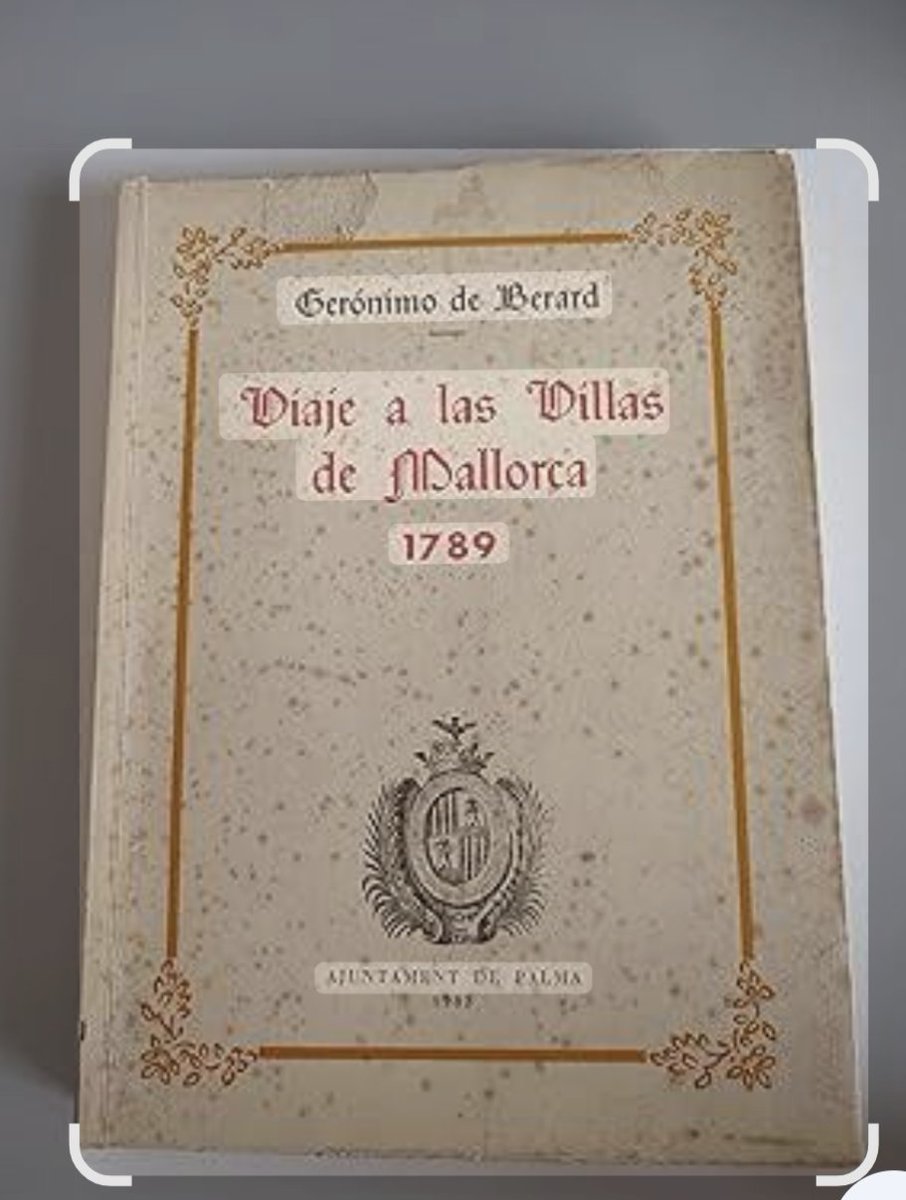 Gerónimo de Berard
Viaje a las Villas
de Mallorca
1789
AJUNTAMENT DE PALMA